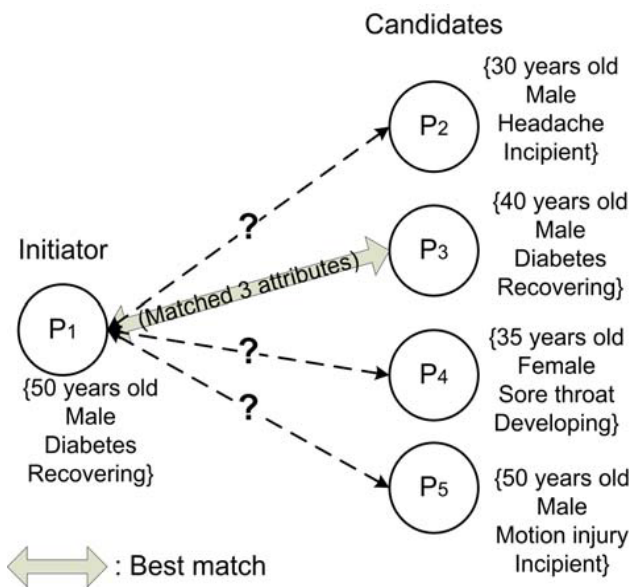 Candidates
{30 years old
Male
Headache
Incipient}
P2
?
{40 years old
Male
Diabetes
Recovering}
P3
Initiator
(Matched 3 attributes)
P1
{50 years old
Male
Diabetes
Recovering}
?
{35 years old
Female
Sore throat
Developing}
P4
?
{50 years old
Male
Motion injury
Incipient}
P5
: Best match